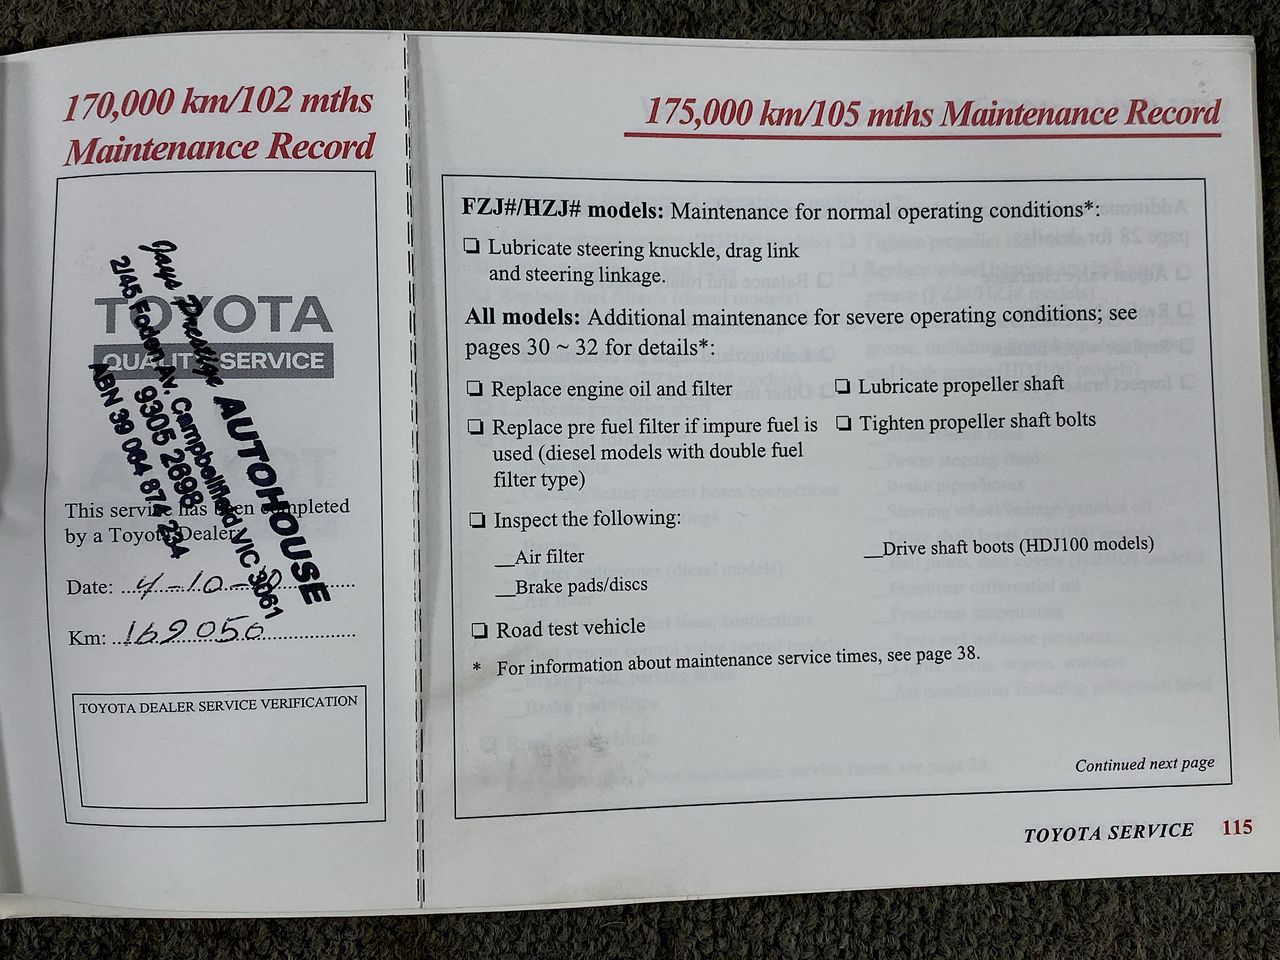 170,000 km/102 mths
Maintenance Record
TOYOTA
QUALITY SERVICE
Jays Prestige AUTOHOUSE
2/45 Foden Av. Campbellfield VIC 3061
9305 2698
ABN 39 064 874 234
This service has been completed
by a Toyota Dealer.
Date: 4-10-
Km: 169050
TOYOTA DEALER SERVICE VERIFICATION
175,000 km/105 mths Maintenance Record
FZJ#/HZJ# models: Maintenance for normal operating conditions*:
❑ Lubricate steering knuckle, drag link
and steering linkage.
All models: Additional maintenance for severe operating conditions; see
pages 30 ~ 32 for details*:
❑ Replace engine oil and filter
❑ Replace pre fuel filter if impure fuel is
used (diesel models with double fuel
filter type)
❑ Lubricate propeller shaft
❑ Tighten propeller shaft bolts
❑ Inspect the following:
__Air filter
__Brake pads/discs
__Drive shaft boots (HDJ100 models)
❑ Road test vehicle
* For information about maintenance service times, see page 38.
Continued next page
TOYOTA SERVICE 115